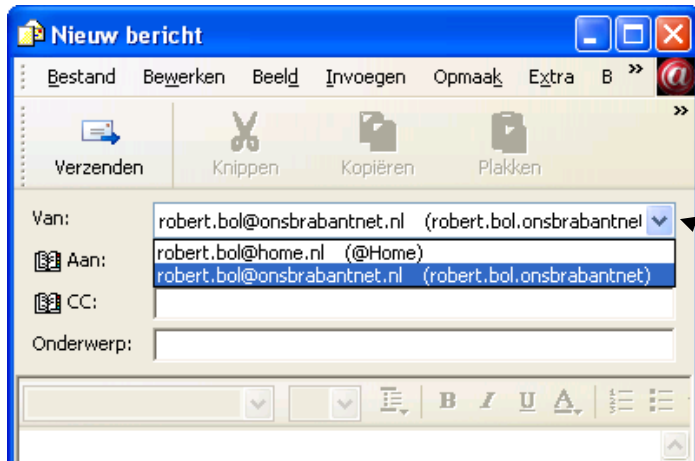 Nieuw bericht
Bestand Bewerken Beeld Invoegen Opmaak Extra B »
»
Verzenden Knippen Kopiëren Plakken
Van: robert.bol@onsbrabantnet.nl (robert.bol.onsbrabantnet
robert.bol@home.nl (@Home)
Aan: robert.bol@onsbrabantnet.nl (robert.bol.onsbrabantnet)
CC:
Onderwerp:
B I U A